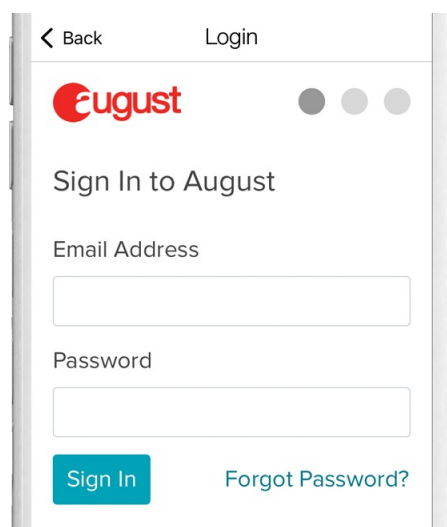 Back Login
august
Sign In to August
Email Address
Password
Sign In Forgot Password?